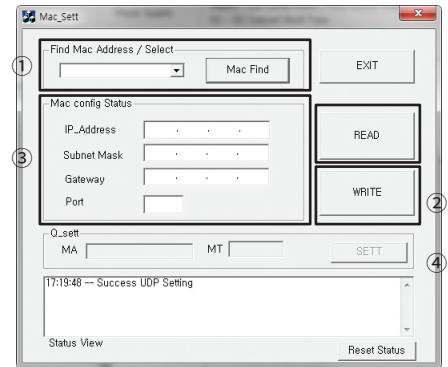 Mac_Sett
Find Mac Address / Select
①
Mac Find
EXIT
Mac config Status
IP_Address
READ
③
Subnet Mask
Gateway
WRITE
Port
②
Q_sett
MA
MT
SETT
④
17:19:48 -- Success UDP Setting
Status View
Reset Status